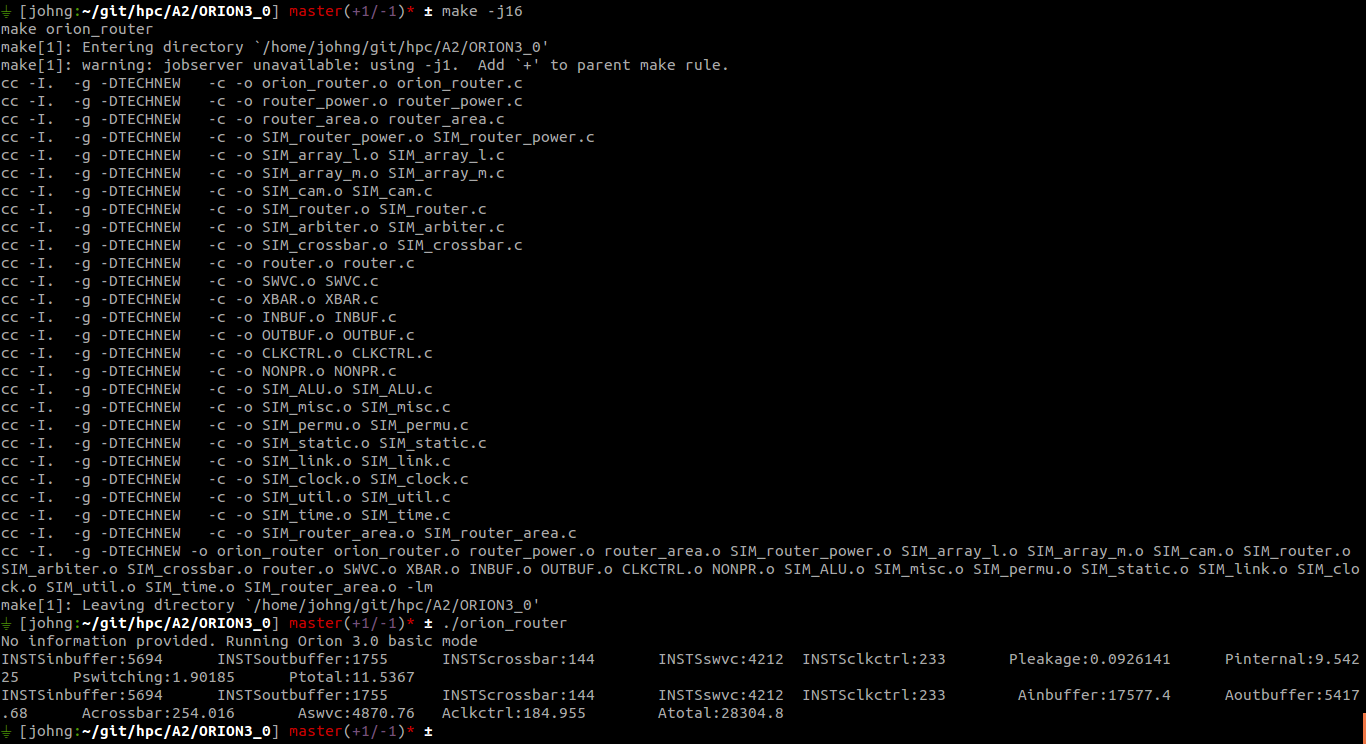 ⏚ [johng:~/git/hpc/A2/ORION3_0] master(+1/-1)* ± make -j16
make orion_router
make[1]: Entering directory `/home/johng/git/hpc/A2/ORION3_0'
make[1]: warning: jobserver unavailable: using -j1.  Add `+' to parent make rule.
cc -I.  -g -DTECHNEW   -c -o orion_router.o orion_router.c
cc -I.  -g -DTECHNEW   -c -o router_power.o router_power.c
cc -I.  -g -DTECHNEW   -c -o router_area.o router_area.c
cc -I.  -g -DTECHNEW   -c -o SIM_router_power.o SIM_router_power.c
cc -I.  -g -DTECHNEW   -c -o SIM_array_l.o SIM_array_l.c
cc -I.  -g -DTECHNEW   -c -o SIM_array_m.o SIM_array_m.c
cc -I.  -g -DTECHNEW   -c -o SIM_cam.o SIM_cam.c
cc -I.  -g -DTECHNEW   -c -o SIM_router.o SIM_router.c
cc -I.  -g -DTECHNEW   -c -o SIM_arbiter.o SIM_arbiter.c
cc -I.  -g -DTECHNEW   -c -o SIM_crossbar.o SIM_crossbar.c
cc -I.  -g -DTECHNEW   -c -o router.o router.c
cc -I.  -g -DTECHNEW   -c -o SWVC.o SWVC.c
cc -I.  -g -DTECHNEW   -c -o XBAR.o XBAR.c
cc -I.  -g -DTECHNEW   -c -o INBUF.o INBUF.c
cc -I.  -g -DTECHNEW   -c -o OUTBUF.o OUTBUF.c
cc -I.  -g -DTECHNEW   -c -o CLKCTRL.o CLKCTRL.c
cc -I.  -g -DTECHNEW   -c -o NONPR.o NONPR.c
cc -I.  -g -DTECHNEW   -c -o SIM_ALU.o SIM_ALU.c
cc -I.  -g -DTECHNEW   -c -o SIM_misc.o SIM_misc.c
cc -I.  -g -DTECHNEW   -c -o SIM_permu.o SIM_permu.c
cc -I.  -g -DTECHNEW   -c -o SIM_static.o SIM_static.c
cc -I.  -g -DTECHNEW   -c -o SIM_link.o SIM_link.c
cc -I.  -g -DTECHNEW   -c -o SIM_clock.o SIM_clock.c
cc -I.  -g -DTECHNEW   -c -o SIM_util.o SIM_util.c
cc -I.  -g -DTECHNEW   -c -o SIM_time.o SIM_time.c
cc -I.  -g -DTECHNEW   -c -o SIM_router_area.o SIM_router_area.c
cc -I.  -g -DTECHNEW -o orion_router orion_router.o router_power.o router_area.o SIM_router_power.o SIM_array_l.o SIM_array_m.o SIM_cam.o SIM_router.o
SIM_arbiter.o SIM_crossbar.o router.o SWVC.o XBAR.o INBUF.o OUTBUF.o CLKCTRL.o NONPR.o SIM_ALU.o SIM_misc.o SIM_permu.o SIM_static.o SIM_link.o SIM_clo
ck.o SIM_util.o SIM_time.o SIM_router_area.o -lm
make[1]: Leaving directory `/home/johng/git/hpc/A2/ORION3_0'
⏚ [johng:~/git/hpc/A2/ORION3_0] master(+1/-1)* ± ./orion_router
No information provided. Running Orion 3.0 basic mode
INSTSinbuffer:5694      INSTSoutbuffer:1755      INSTScrossbar:144       INSTSswvc:4212  INSTSclkctrl:233       Pleakage:0.0926141      Pinternal:9.542
25      Pswitching:1.90185      Ptotal:11.5367
INSTSinbuffer:5694      INSTSoutbuffer:1755      INSTScrossbar:144       INSTSswvc:4212  INSTSclkctrl:233        Ainbuffer:17577.4      Aoutbuffer:5417
.68      Acrossbar:254.016       Aswvc:4870.76   Aclkctrl:184.955        Atotal:28304.8
⏚ [johng:~/git/hpc/A2/ORION3_0] master(+1/-1)* ±